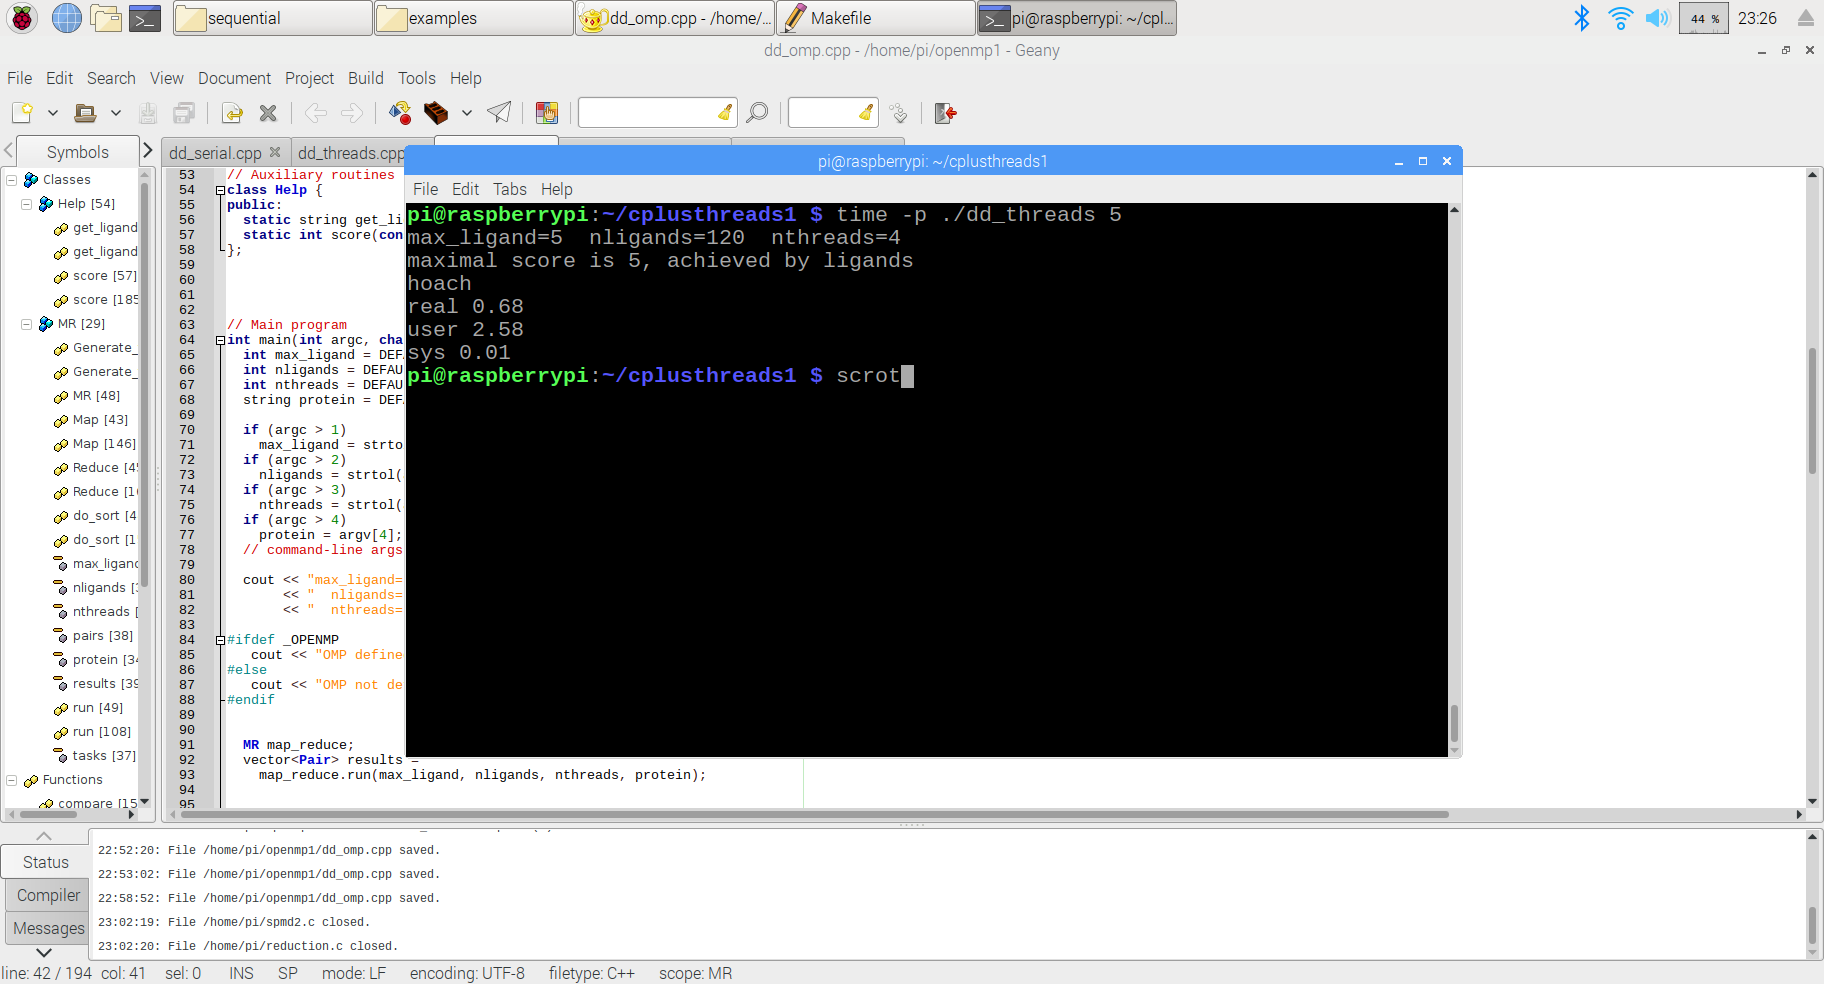 sequential
examples
dd_omp.cpp - /home/...
Makefile
pi@raspberrypi: ~/cpl...
44 %
23:26
dd_omp.cpp - /home/pi/openmp1 - Geany
File Edit Search View Document Project Build Tools Help
Symbols
dd_serial.cpp
dd_threads.cpp
Classes
Help [54]
get_ligand
get_ligand
score [57]
score [185
MR [29]
Generate_
Generate_
MR [48]
Map [43]
Map [146]
Reduce [45
Reduce [16
do_sort [4
do_sort [1
max_ligand
nligands [3
nthreads [
pairs [38]
protein [34
results [39
run [49]
run [108]
tasks [37]
Functions
compare [15
53 // Auxiliary routines
54 class Help {
55 public:
56 static string get_li
57 static int score(con
58 };
59
60
61
62
63 // Main program
64 int main(int argc, cha
65 int max_ligand = DEF
66 int nligands = DEFAU
67 int nthreads = DEFAU
68 string protein = DEF
69
70 if (argc > 1)
71 max_ligand = strto
72 if (argc > 2)
73 nligands = strtol(
74 if (argc > 3)
75 nthreads = strtol(
76 if (argc > 4)
77 protein = argv[4];
78 // command-line args
79
80 cout << "max_ligand=
81 << "  nligands=
82 << "  nthreads=
83
84 #ifdef _OPENMP
85 cout << "OMP define
86 #else
87 cout << "OMP not de
88 #endif
89
90
91 MR map_reduce;
92 vector<Pair> results =
93 map_reduce.run(max_ligand, nligands, nthreads, protein);
94
95
pi@raspberrypi: ~/cplusthreads1
File Edit Tabs Help
pi@raspberrypi:~/cplusthreads1 $ time -p ./dd_threads 5
max_ligand=5  nligands=120  nthreads=4
maximal score is 5, achieved by ligands
hoach
real 0.68
user 2.58
sys 0.01
pi@raspberrypi:~/cplusthreads1 $ scrot
Status
Compiler
Messages
22:52:20: File /home/pi/openmp1/dd_omp.cpp saved.
22:53:02: File /home/pi/openmp1/dd_omp.cpp saved.
22:58:52: File /home/pi/openmp1/dd_omp.cpp saved.
23:02:19: File /home/pi/spmd2.c closed.
23:02:20: File /home/pi/reduction.c closed.
line: 42 / 194 col: 41 sel: 0 INS SP mode: LF encoding: UTF-8 filetype: C++ scope: MR